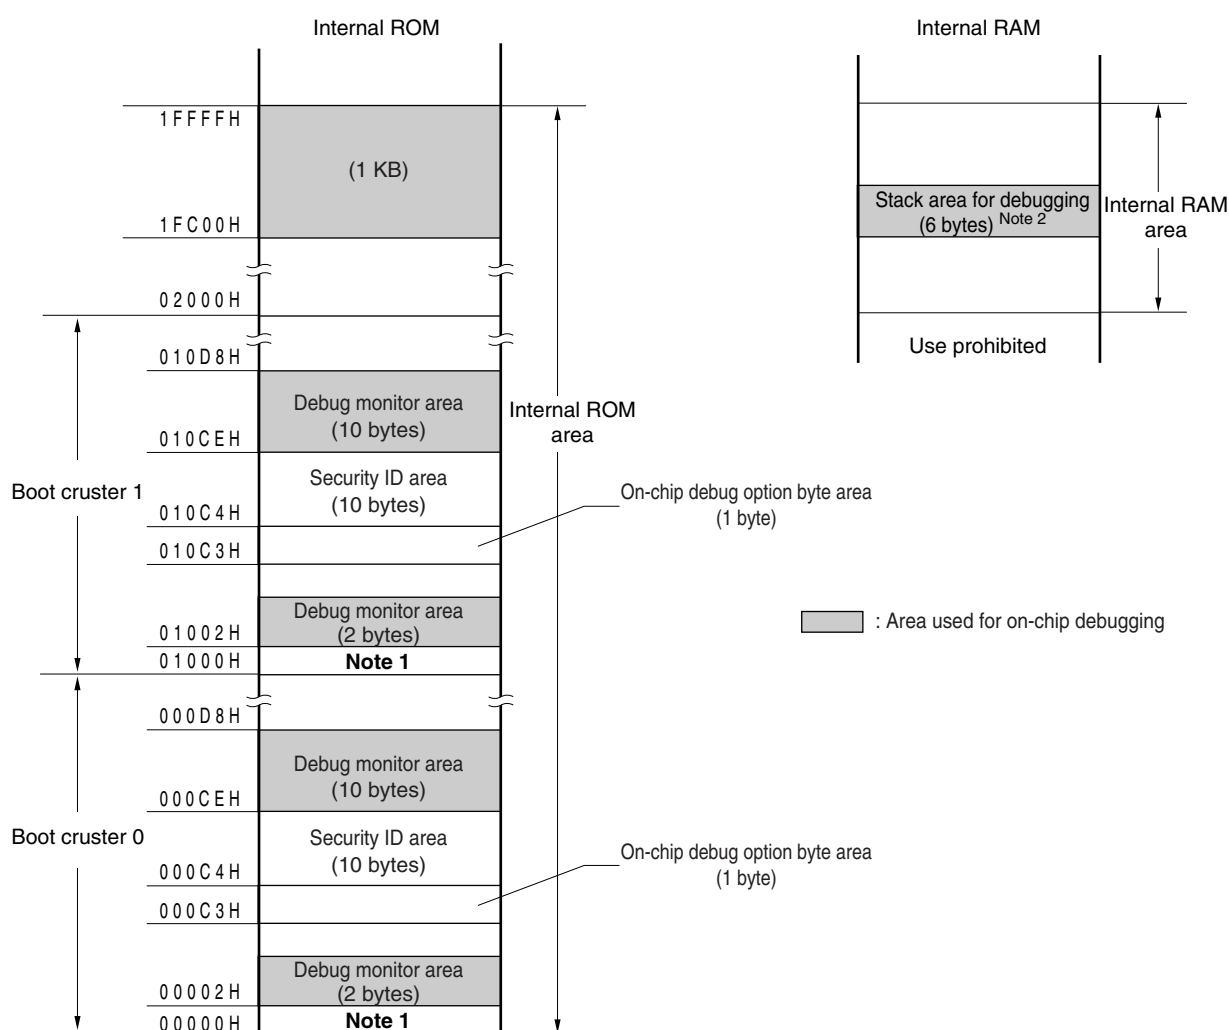 Internal ROM
Internal RAM
1FFFFH
(1 KB)
1FC00H
Stack area for debugging
(6 bytes) Note 2
Internal RAM
area
02000H
Use prohibited
010D8H
Debug monitor area
(10 bytes)
Internal ROM
area
010CEH
Boot cruster 1
Security ID area
(10 bytes)
On-chip debug option byte area
(1 byte)
010C4H
010C3H
Debug monitor area
(2 bytes)
: Area used for on-chip debugging
01002H
01000H
Note 1
000D8H
Debug monitor area
(10 bytes)
000CEH
Boot cruster 0
Security ID area
(10 bytes)
On-chip debug option byte area
(1 byte)
000C4H
000C3H
Debug monitor area
(2 bytes)
00002H
00000H
Note 1